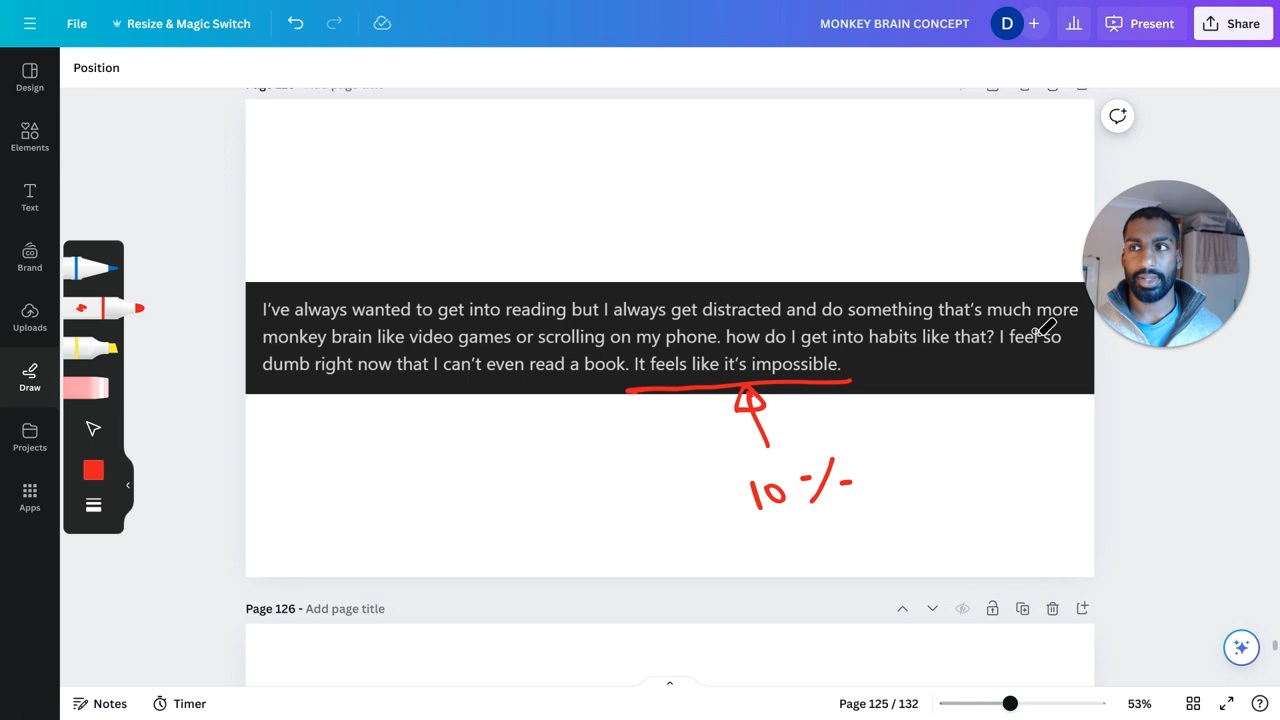 File
Resize & Magic Switch
MONKEY BRAIN CONCEPT
D
Present
Share
Position
Design
Elements
Text
Brand
Uploads
Draw
Projects
Apps
Add page title
I've always wanted to get into reading but I always get distracted and do something that's much more
monkey brain like video games or scrolling on my phone. how do I get into habits like that? I feel so
dumb right now that I can't even read a book. It feels like it's impossible.
10 %
Page 126 - Add page title
Notes
Timer
Page 125 / 132
53%